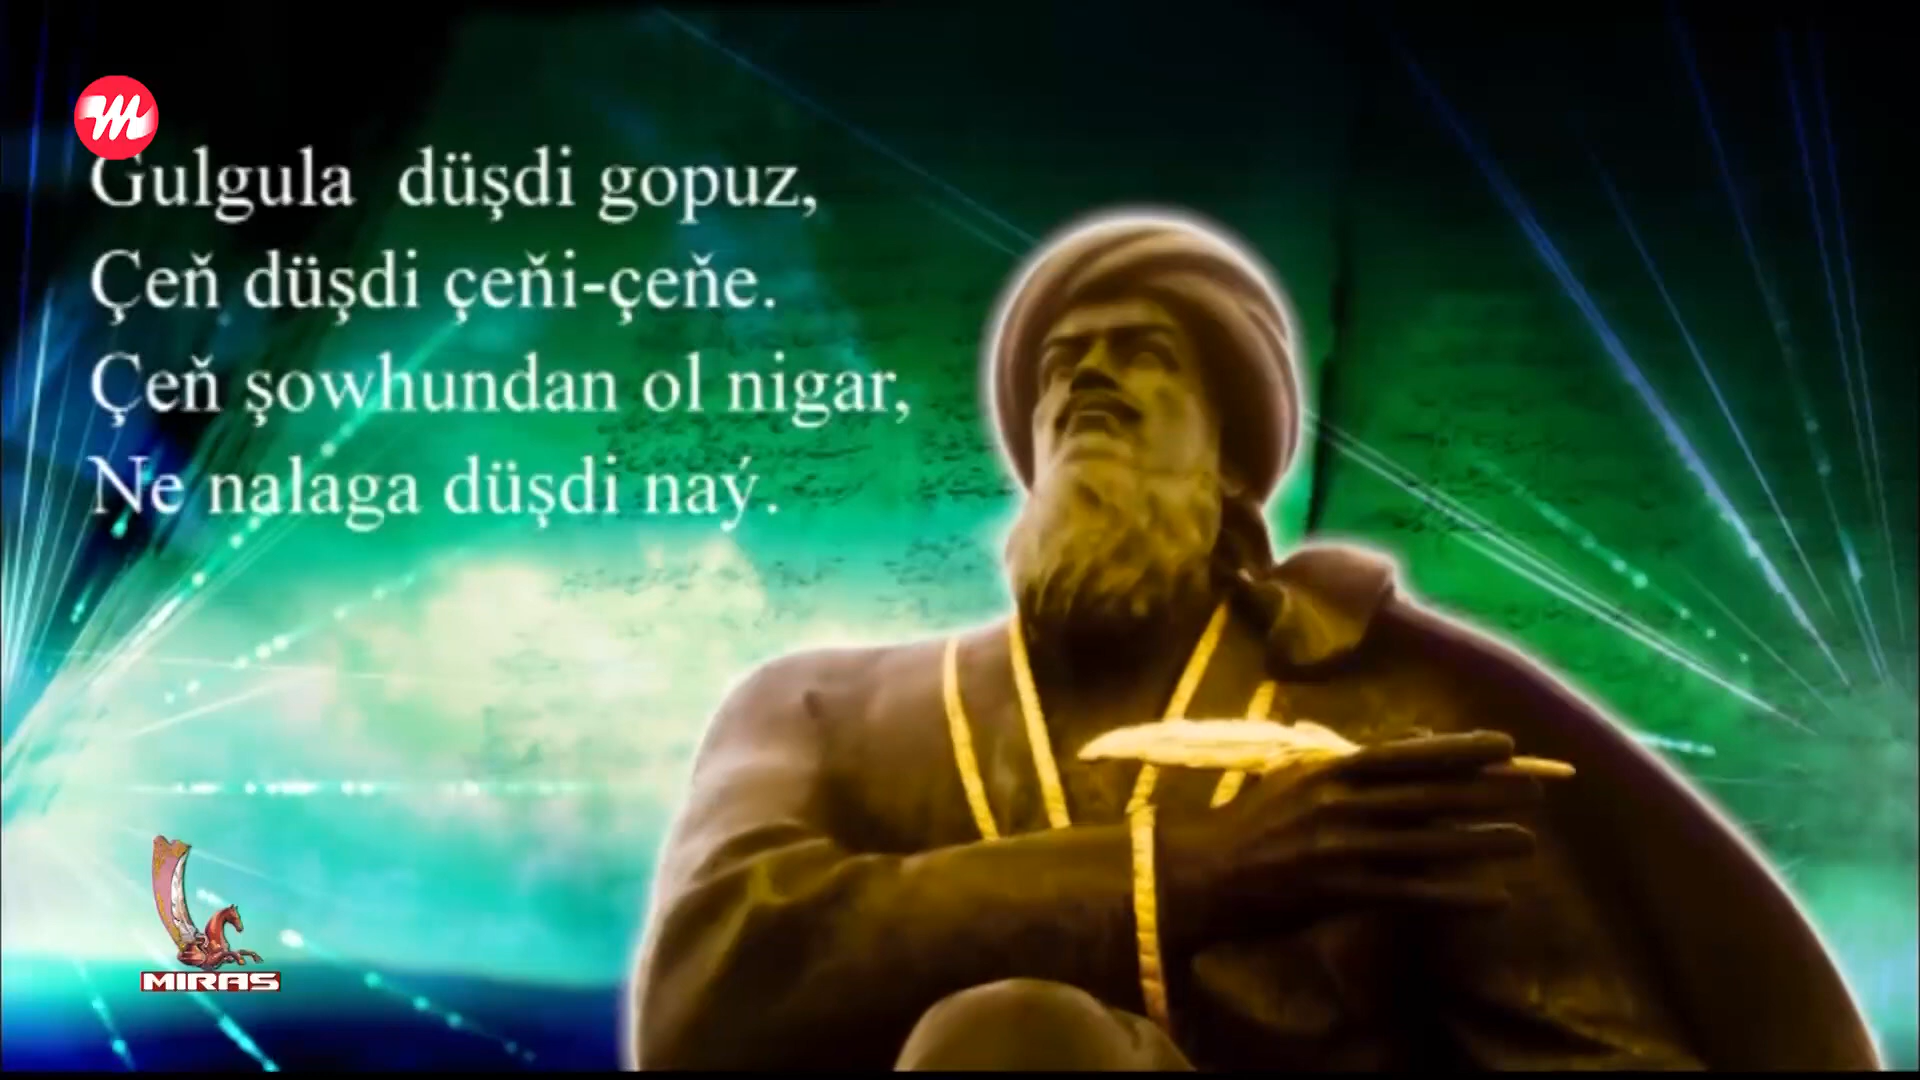 Gulgula düşdi gopuz,
Çeň düşdi çeňi-çeňe.
Çeň şowhundan ol nigar,
Ne nalaga düşdi naý.
MIRAS